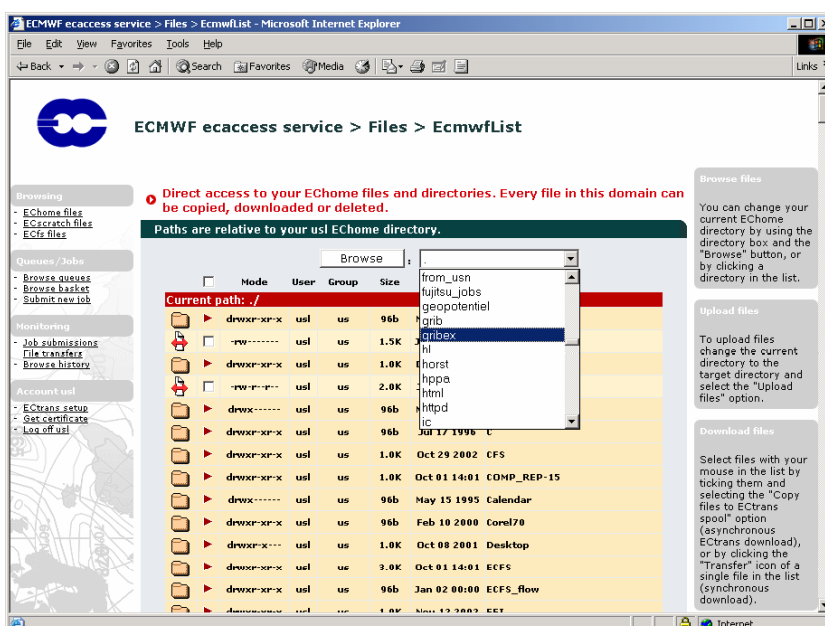 ECMWF ecaccess service > Files > EcmwfList - Microsoft Internet Explorer
File Edit View Favorites Tools Help
Back Search Favorites Media Links
ECMWF ecaccess service > Files > EcmwfList
Direct access to your EChome files and directories. Every file in this domain can
be copied, downloaded or deleted.
Paths are relative to your usl EChome directory.
Browsing
- EChome files
- ECscratch files
- ECfs files
Queues/Jobs
- Browse queues
- Browse basket
- Submit new job
Monitoring
- Job submissions
File transfers
- Browse history
Account usl
- ECtrans setup
- Get certificate
- Log off usl
Browse : .
Mode User Group Size
Current path: ./
from_usn
fujitsu_jobs
geopotentiel
grib
gribex
hl
horst
hppa
html
httpd
ic
drwxr-xr-x usl us 96b
-rw------- usl us 1.5K
drwxr-xr-x usl us 1.0K
-rw-r--r-- usl us 2.0K
drwx------ usl us 96b
drwxr-xr-x usl us 96b Jul 17 1996 C
drwxr-xr-x usl us 1.0K Oct 29 2002 CFS
drwxr-xr-x usl us 1.0K Oct 01 14:01 COMP_REP-15
drwx------ usl us 96b May 15 1995 Calendar
drwxr-xr-x usl us 96b Feb 10 2000 Corel70
drwxr-x--- usl us 1.0K Oct 08 2001 Desktop
drwxr-xr-x usl us 3.0K Oct 01 14:01 ECFS
drwxr-xr-x usl us 96b Jan 02 00:00 ECFS_flow
Browse files
You can change your
current EChome
directory by using the
directory box and the
"Browse" button, or
by clicking a
directory in the list.
Upload files
To upload files
change the current
directory to the
target directory and
select the "Upload
files" option.
Download files
Select files with your
mouse in the list by
ticking them and
selecting the "Copy
files to ECtrans
spool" option
(asynchronous
ECtrans download),
or by clicking the
"Transfer" icon of a
single file in the list
(synchronous
download).
Internet